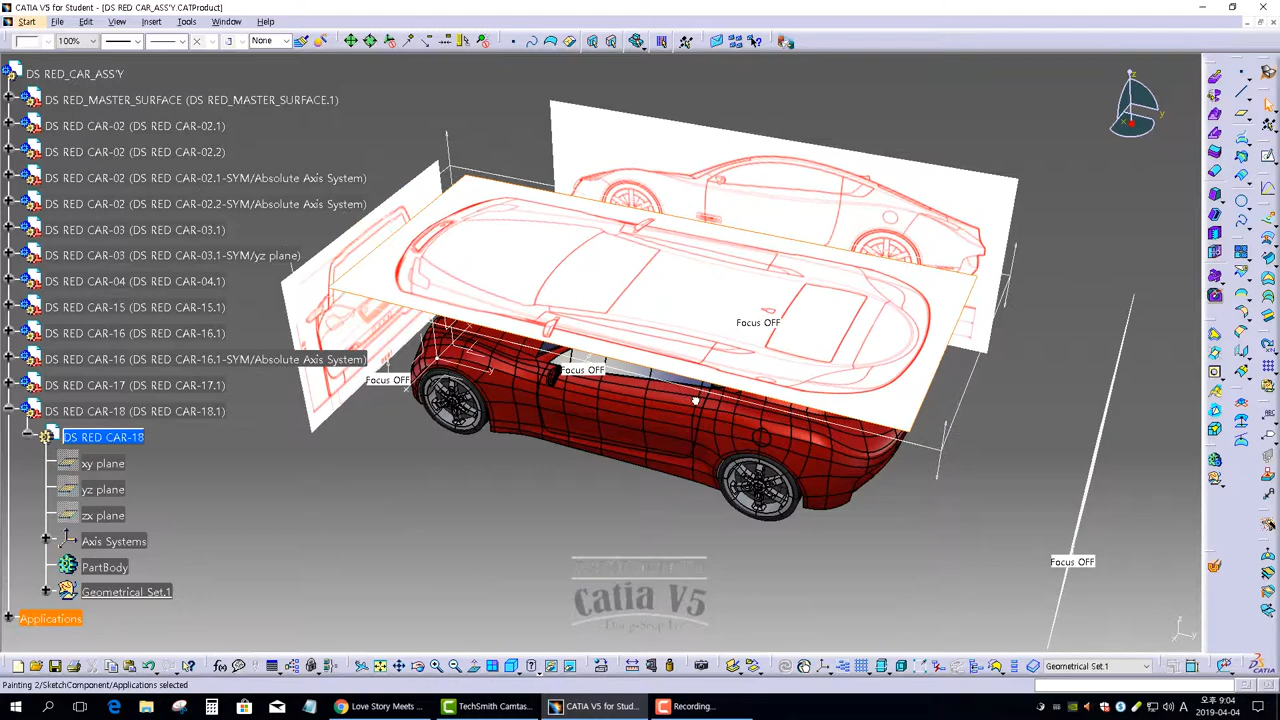 CATIA V5 for Student - [DS RED CAR_ASS'Y.CATProduct]
Start File Edit View Insert Tools Window Help
100% None
DS RED_CAR_ASS'Y
DS RED_MASTER_SURFACE (DS RED_MASTER_SURFACE.1)
DS RED CAR-02 (DS RED CAR-02.1)
DS RED CAR-02 (DS RED CAR-02.2)
DS RED CAR-02 (DS RED CAR-02.1-SYM/Absolute Axis System)
DS RED CAR-02 (DS RED CAR-02.2-SYM/Absolute Axis System)
DS RED CAR-03 (DS RED CAR-03.1)
DS RED CAR-03 (DS RED CAR-03.1-SYM/yz plane)
DS RED CAR-04 (DS RED CAR-04.1)
DS RED CAR-15 (DS RED CAR-15.1)
DS RED CAR-16 (DS RED CAR-16.1)
DS RED CAR-16 (DS RED CAR-16.1-SYM/Absolute Axis System)
DS RED CAR-17 (DS RED CAR-17.1)
DS RED CAR-18 (DS RED CAR-18.1)
DS RED CAR-18
xy plane
yz plane
zx plane
Axis Systems
PartBody
Geometrical Set.1
Applications
Focus OFF
Focus OFF
Focus OFF
Focus OFF
Catia V5
z
y
x
Geometrical Set.1
CATIA
Painting 2/SketchComponent/Applications selected
Love Story Meets ...
TechSmith Camtas...
CATIA V5 for Stud...
Recording...
A
오후 9:04
2019-04-04